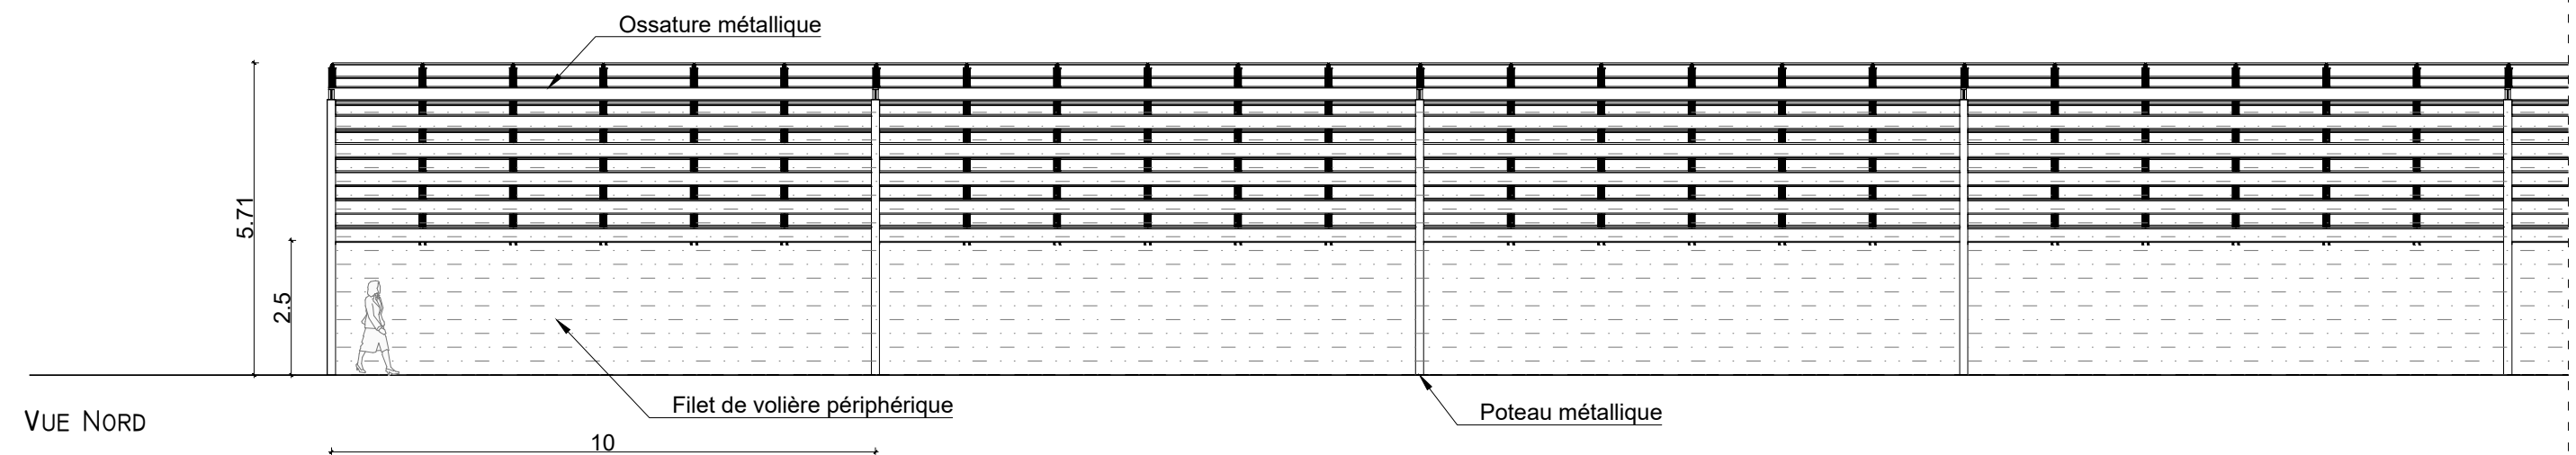 Ossature métallique
5.71
2.5
Filet de volière périphérique
Poteau métallique
VUE NORD
10